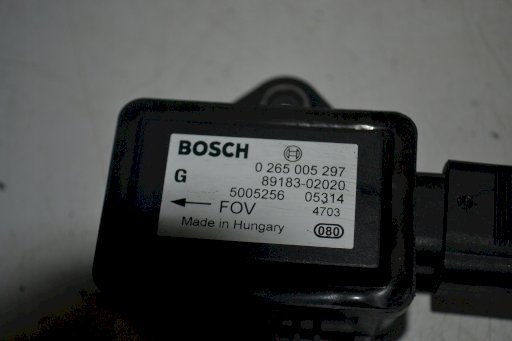 BOSCH
0 265 005 297
G 89183-02020
5005256 05314
FOV 4703
Made in Hungary 080